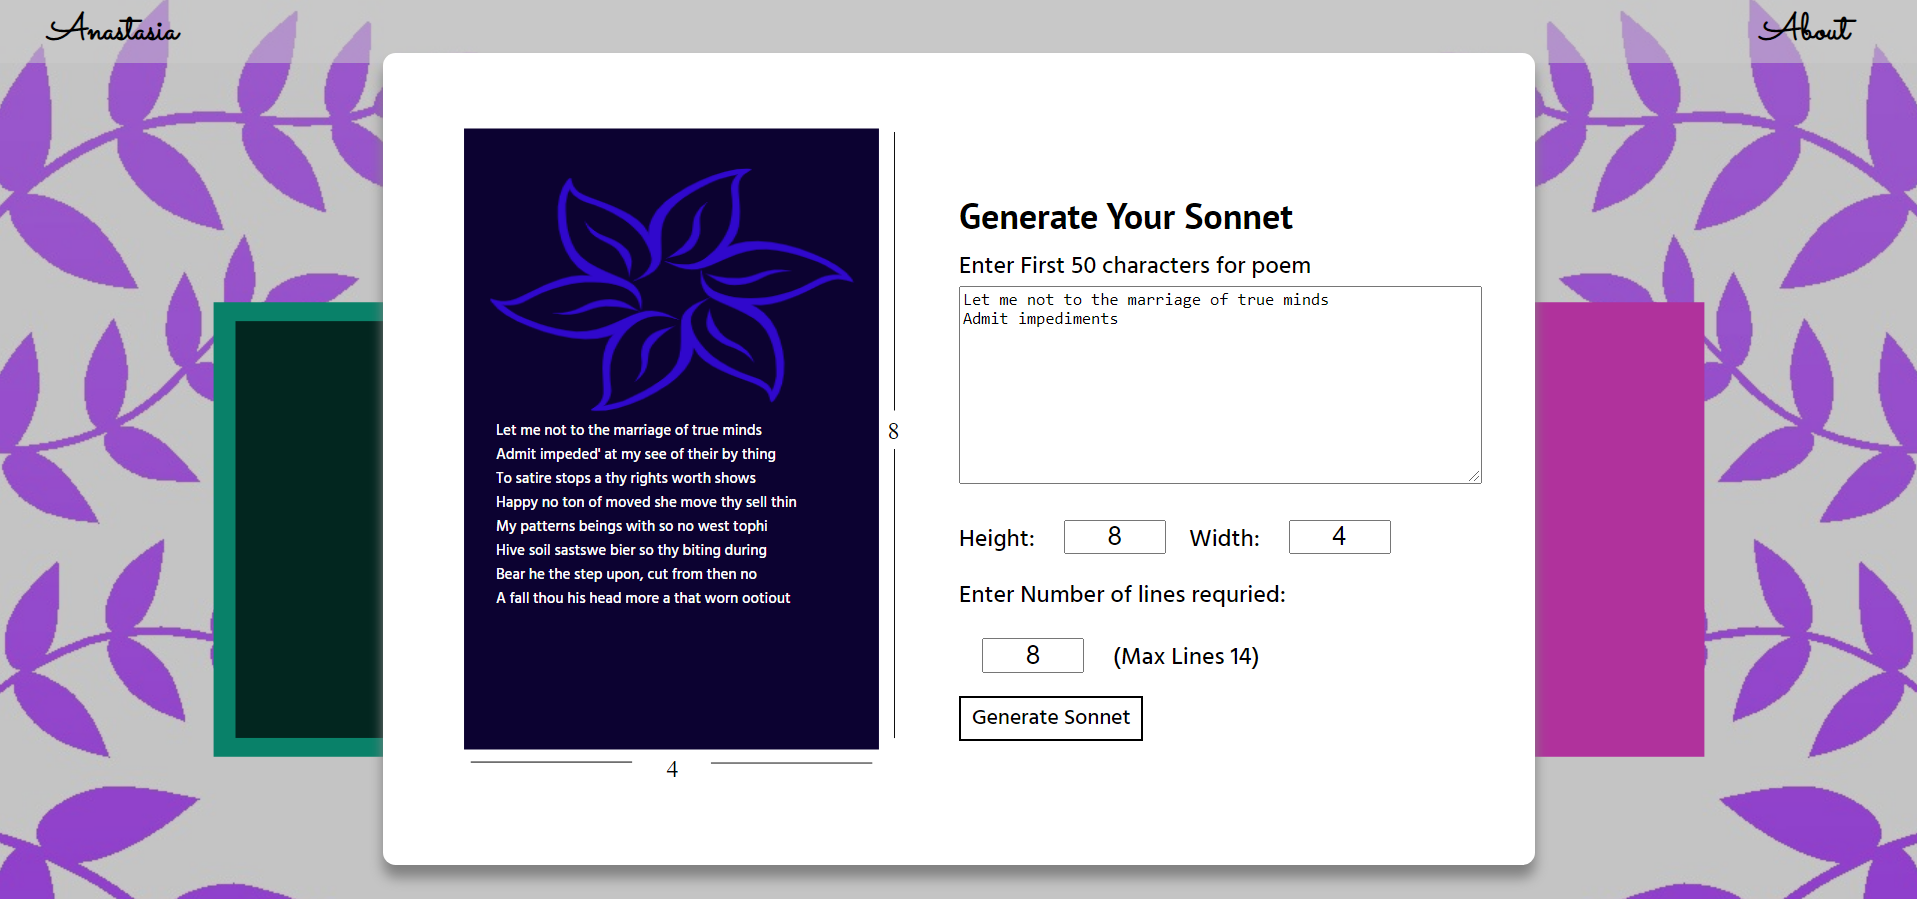 Anastasia
About
Let me not to the marriage of true minds
Admit impeded' at my see of their by thing
To satire stops a thy rights worth shows
Happy no ton of moved she move thy sell thin
My patterns beings with so no west tophi
Hive soil sastswe bier so thy biting during
Bear he the step upon, cut from then no
A fall thou his head more a that worn ootiout
8
4
Generate Your Sonnet
Enter First 50 characters for poem
Let me not to the marriage of true minds
Admit impediments
Height: 8 Width: 4
Enter Number of lines requried:
8 (Max Lines 14)
Generate Sonnet